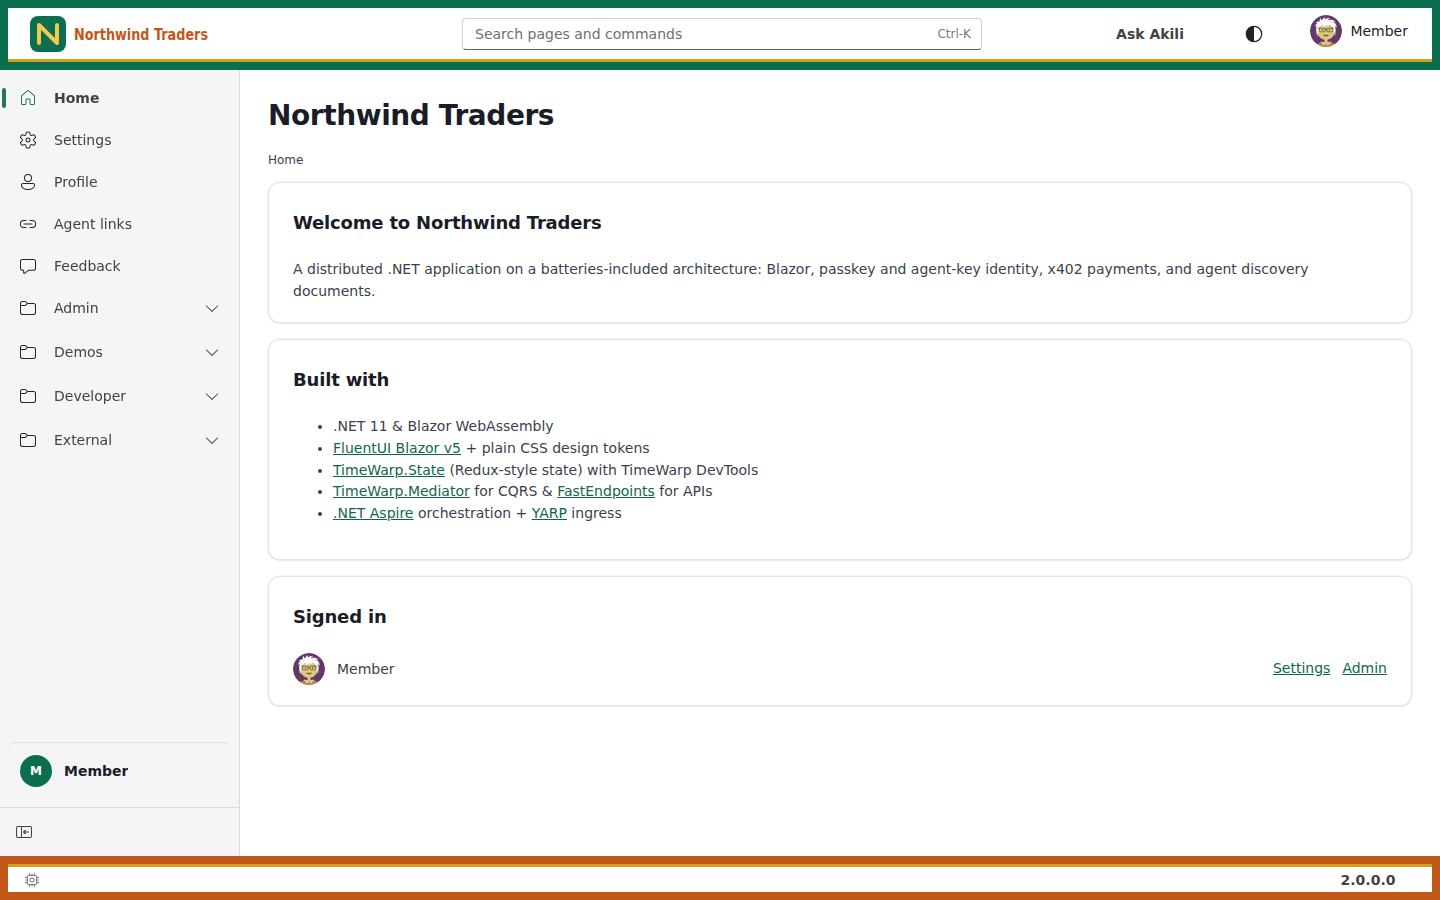 Northwind Traders
Search pages and commands Ctrl-K
Ask Akili
Member
Home
Settings
Profile
Agent links
Feedback
Admin
Demos
Developer
External
M Member
Northwind Traders
Home
Welcome to Northwind Traders
A distributed .NET application on a batteries-included architecture: Blazor, passkey and agent-key identity, x402 payments, and agent discovery
documents.
Built with
• .NET 11 & Blazor WebAssembly
• FluentUI Blazor v5 + plain CSS design tokens
• TimeWarp.State (Redux-style state) with TimeWarp DevTools
• TimeWarp.Mediator for CQRS & FastEndpoints for APIs
• .NET Aspire orchestration + YARP ingress
Signed in
Member Settings Admin
2.0.0.0